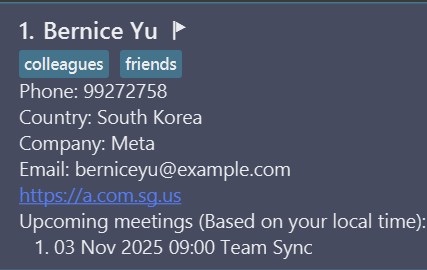 1. Bernice Yu
colleagues friends
Phone: 99272758
Country: South Korea
Company: Meta
Email: berniceyu@example.com
https://a.com.sg.us
Upcoming meetings (Based on your local time):
1. 03 Nov 2025 09:00 Team Sync